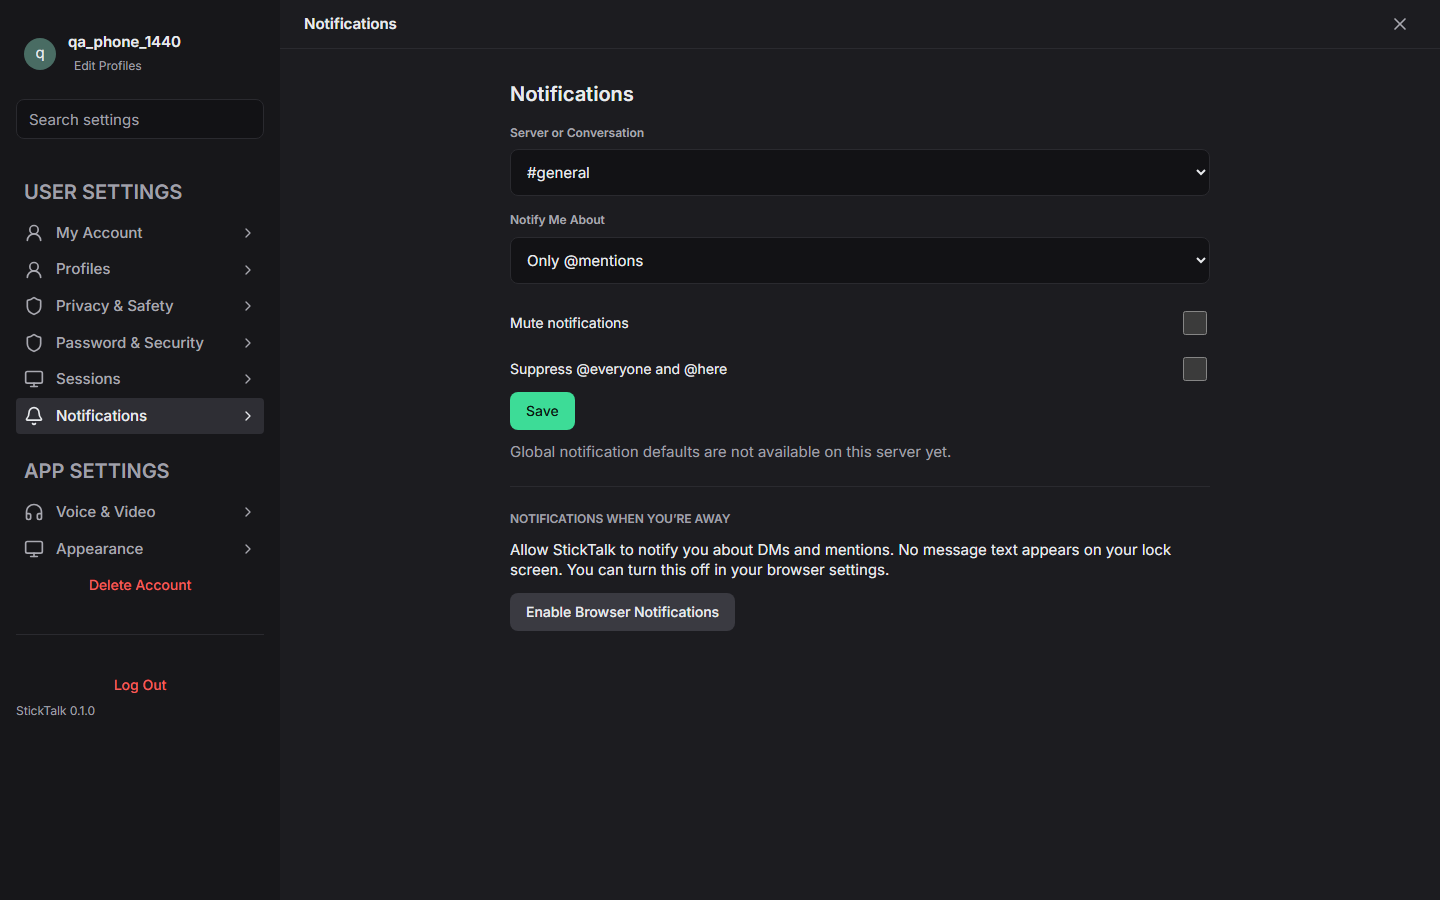 qa_phone_1440
Edit Profiles
Search settings
USER SETTINGS
My Account
Profiles
Privacy & Safety
Password & Security
Sessions
Notifications
APP SETTINGS
Voice & Video
Appearance
Delete Account
Log Out
StickTalk 0.1.0
Notifications
Notifications
Server or Conversation
#general
Notify Me About
Only @mentions
Mute notifications
Suppress @everyone and @here
Save
Global notification defaults are not available on this server yet.
NOTIFICATIONS WHEN YOU’RE AWAY
Allow StickTalk to notify you about DMs and mentions. No message text appears on your lock
screen. You can turn this off in your browser settings.
Enable Browser Notifications